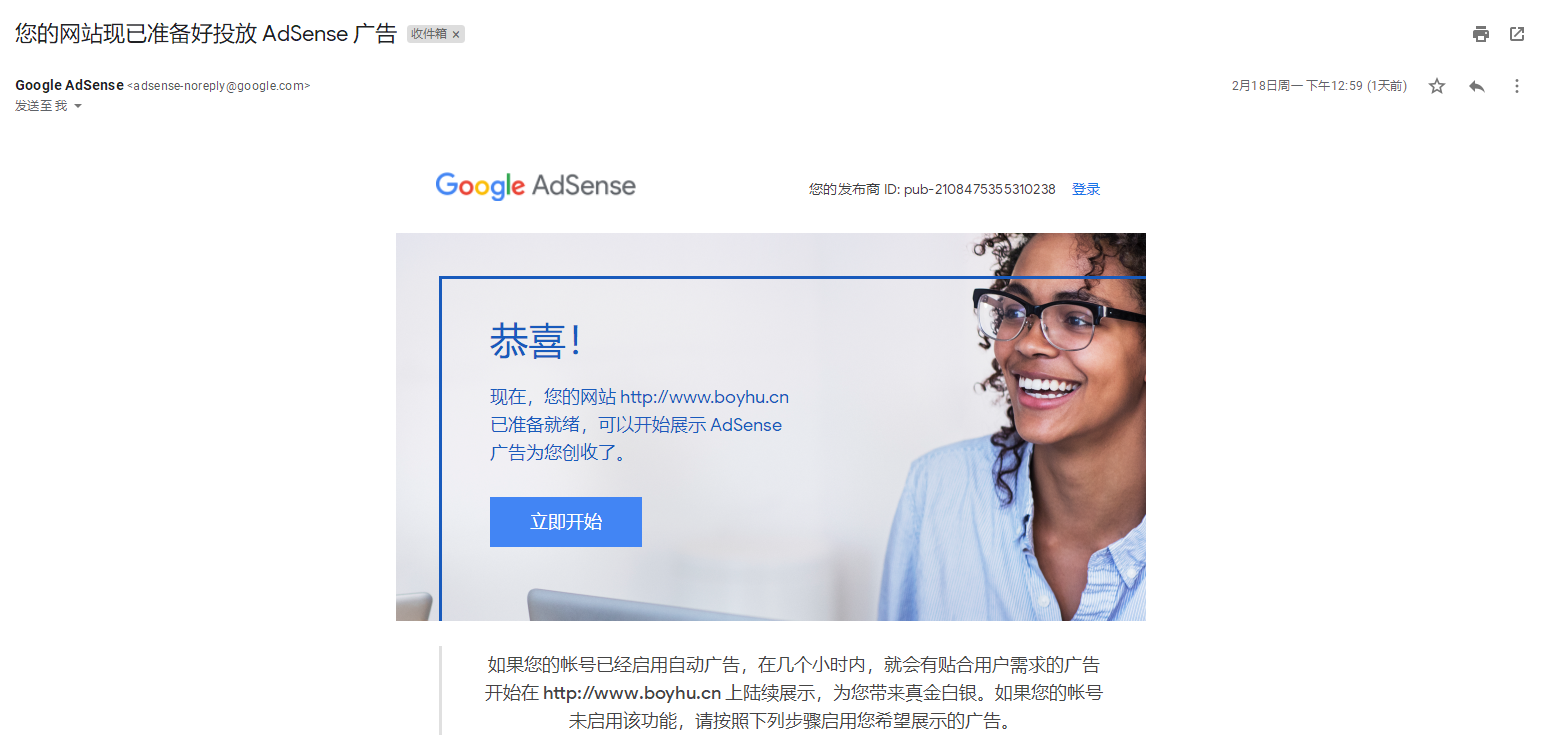 您的网站现已准备好投放 AdSense 广告 收件箱 ×
Google AdSense <adsense-noreply@google.com> 2月18日周一 下午12:59 (1天前)
发送至 我
Google AdSense 您的发布商 ID: pub-2108475355310238 登录
恭喜！
现在，您的网站 http://www.boyhu.cn
已准备就绪，可以开始展示 AdSense
广告为您创收了。
立即开始
如果您的帐号已经启用自动广告，在几个小时内，就会有贴合用户需求的广告
开始在 http://www.boyhu.cn 上陆续展示，为您带来真金白银。如果您的帐号
未启用该功能，请按照下列步骤启用您希望展示的广告。